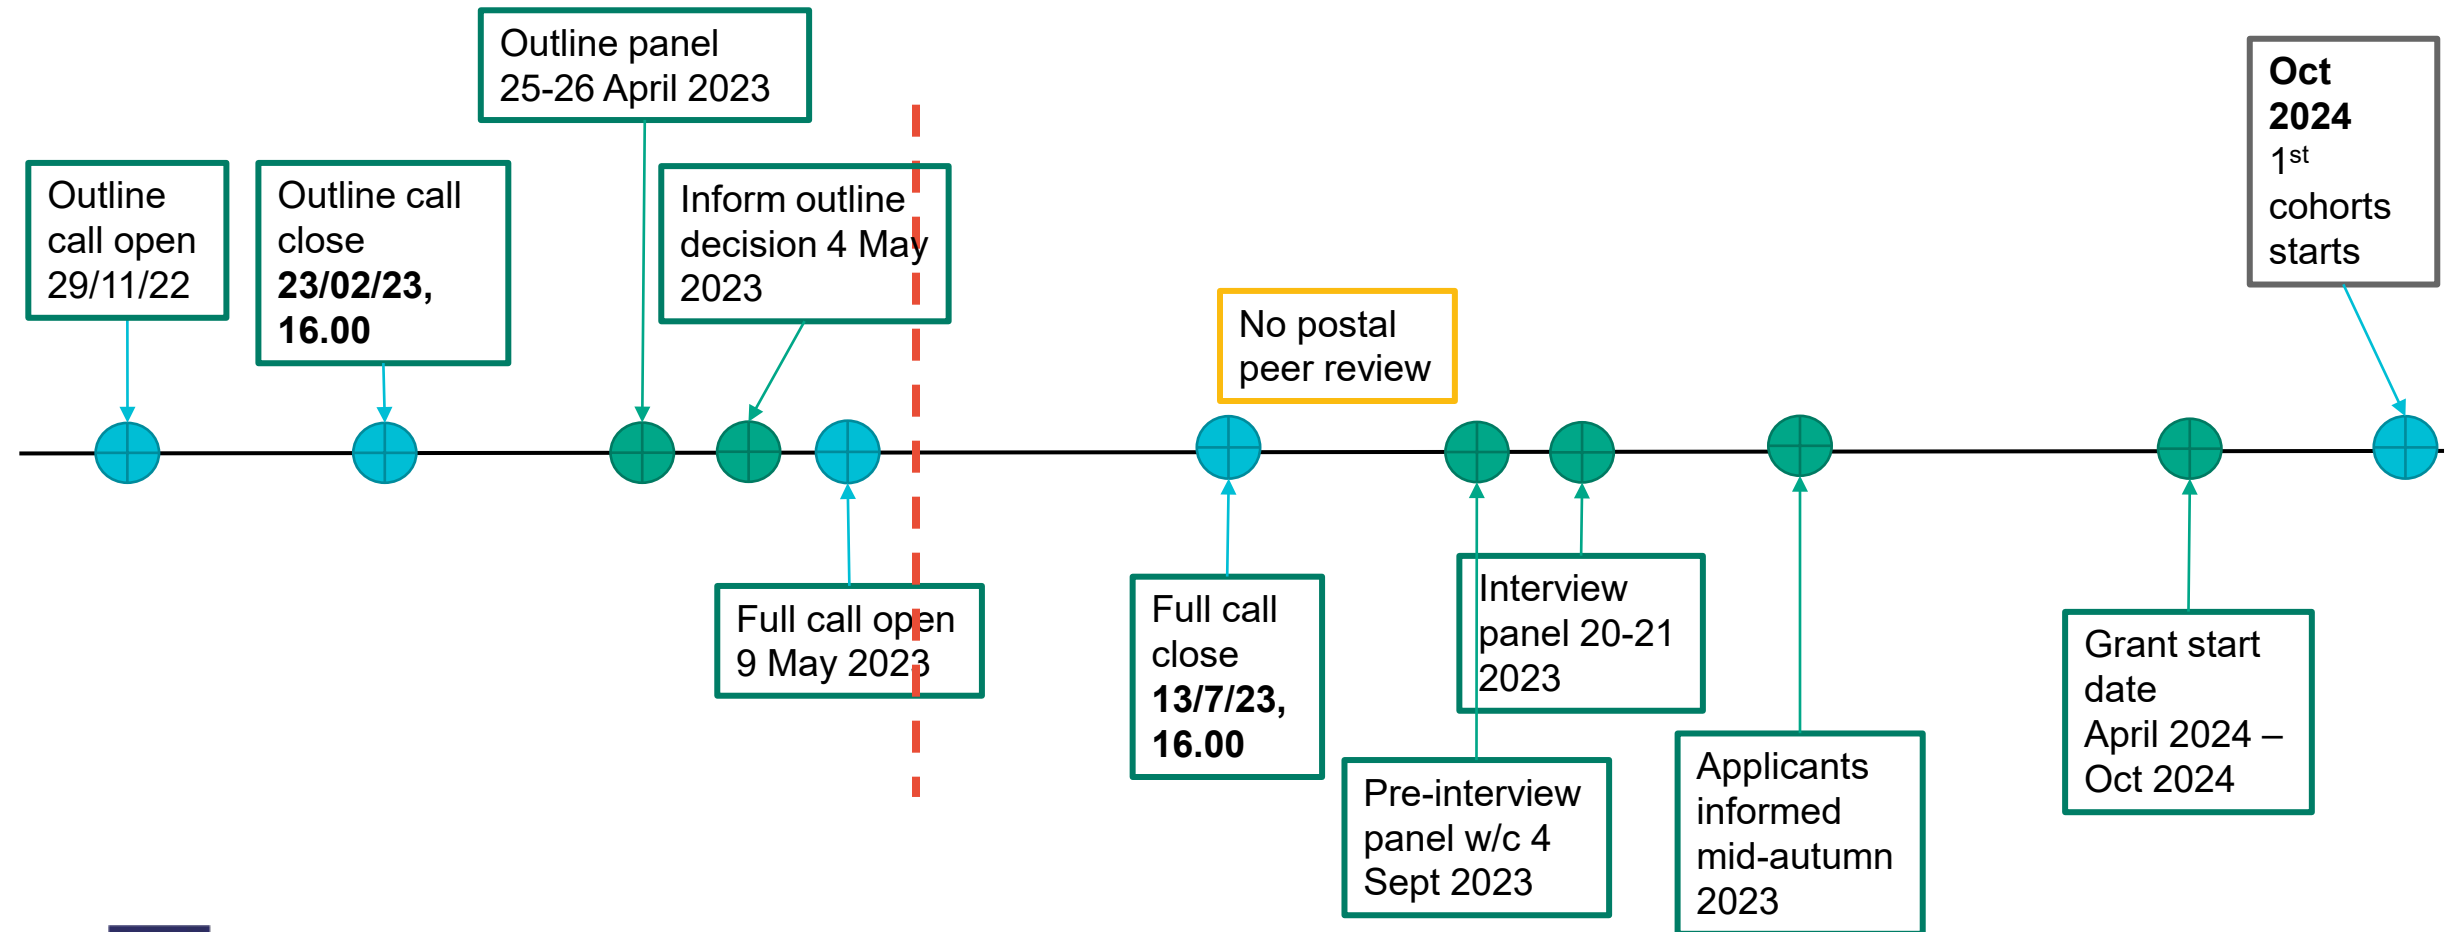 Outline panel
25-26 April 2023
Outline
call open
29/11/22
Outline call
close
23/02/23,
16.00
Inform outline
decision 4 May
2023
No postal
peer review
Oct
2024
1st
cohorts
starts
Full call open
9 May 2023
Full call
close
13/7/23,
16.00
Interview
panel 20-21
2023
Pre-interview
panel w/c 4
Sept 2023
Applicants
informed
mid-autumn
2023
Grant start
date
April 2024 –
Oct 2024